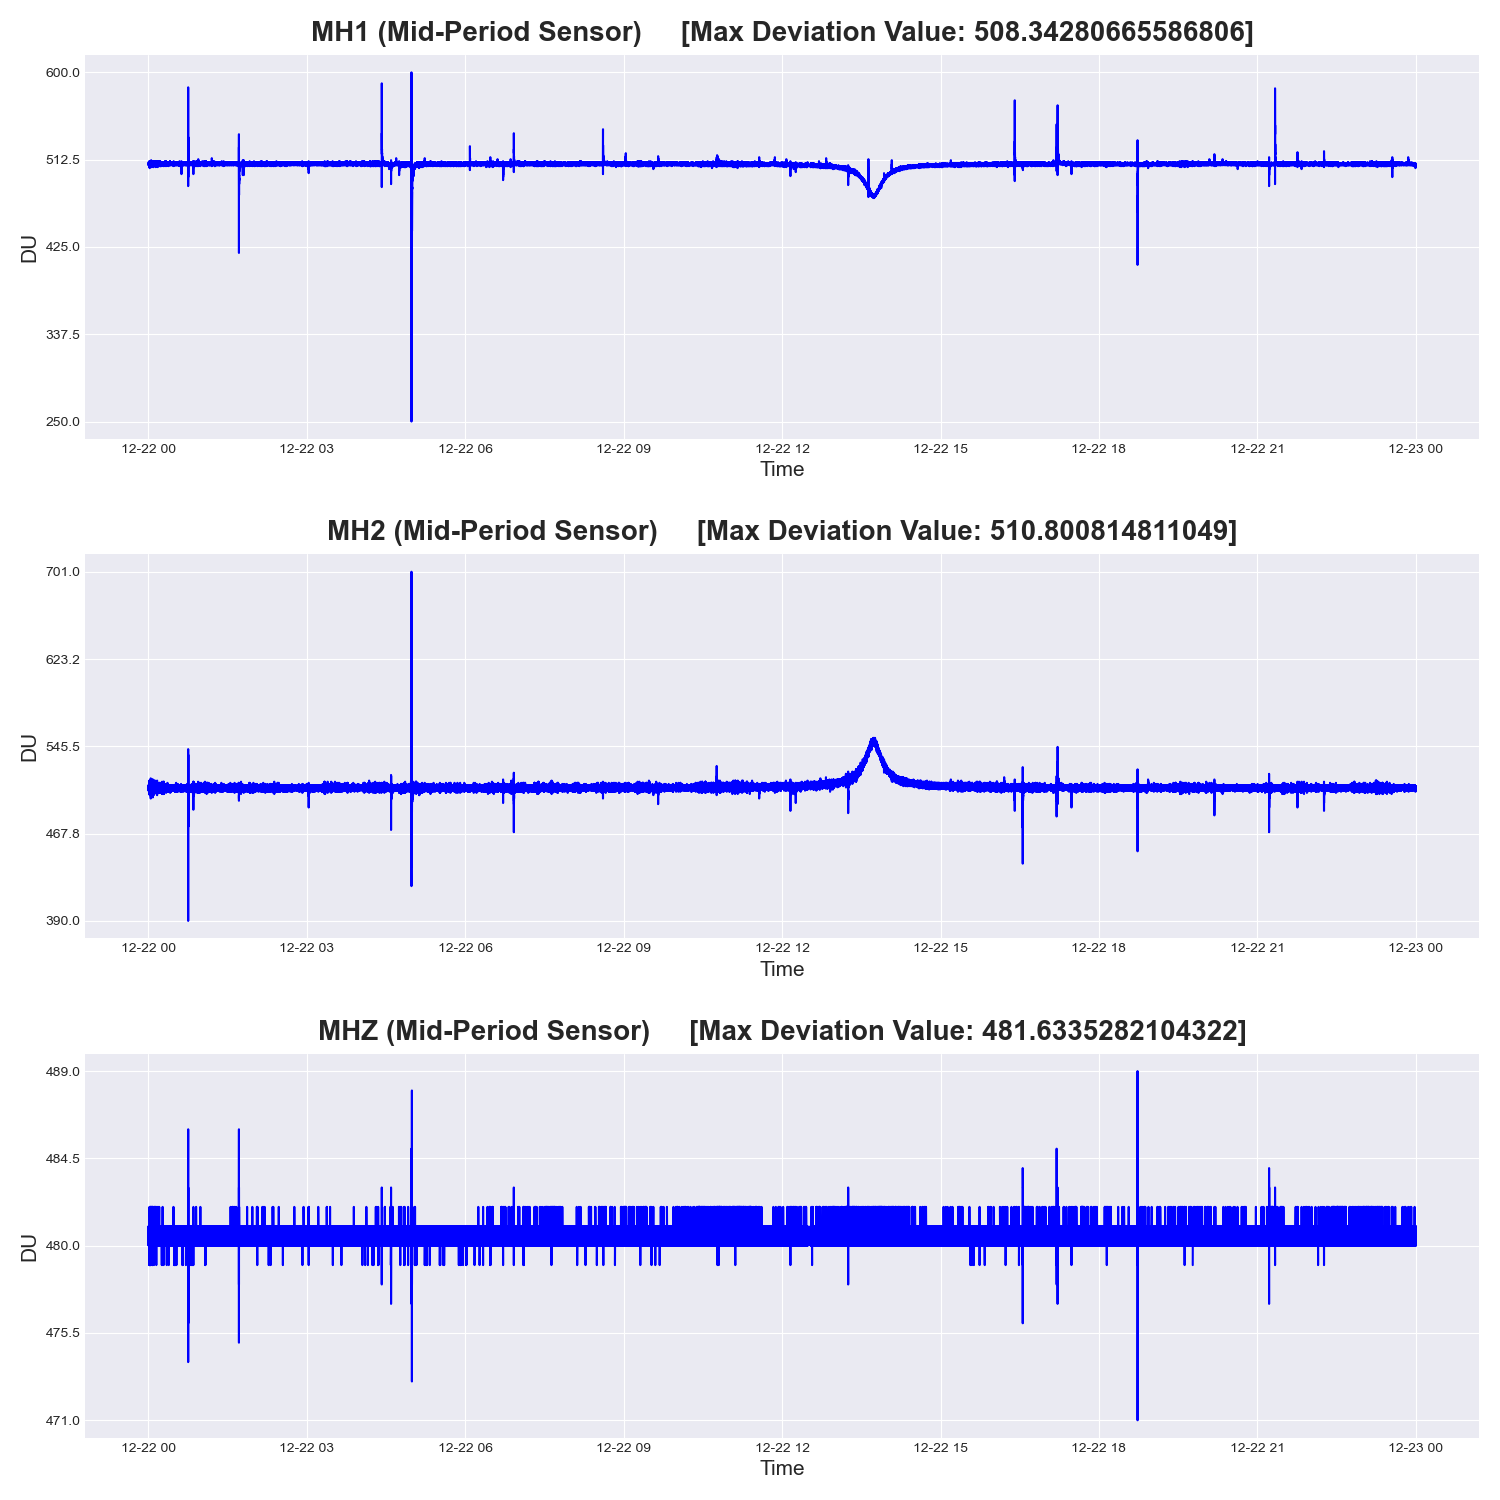 MH1 (Mid-Period Sensor) [Max Deviation Value: 508.34280665586806]
600.0
512.5
425.0
337.5
250.0
DU
12-22 00 12-22 03 12-22 06 12-22 09 12-22 12 12-22 15 12-22 18 12-22 21 12-23 00
Time
MH2 (Mid-Period Sensor) [Max Deviation Value: 510.800814811049]
701.0
623.2
545.5
467.8
390.0
DU
12-22 00 12-22 03 12-22 06 12-22 09 12-22 12 12-22 15 12-22 18 12-22 21 12-23 00
Time
MHZ (Mid-Period Sensor) [Max Deviation Value: 481.6335282104322]
489.0
484.5
480.0
475.5
471.0
DU
12-22 00 12-22 03 12-22 06 12-22 09 12-22 12 12-22 15 12-22 18 12-22 21 12-23 00
Time